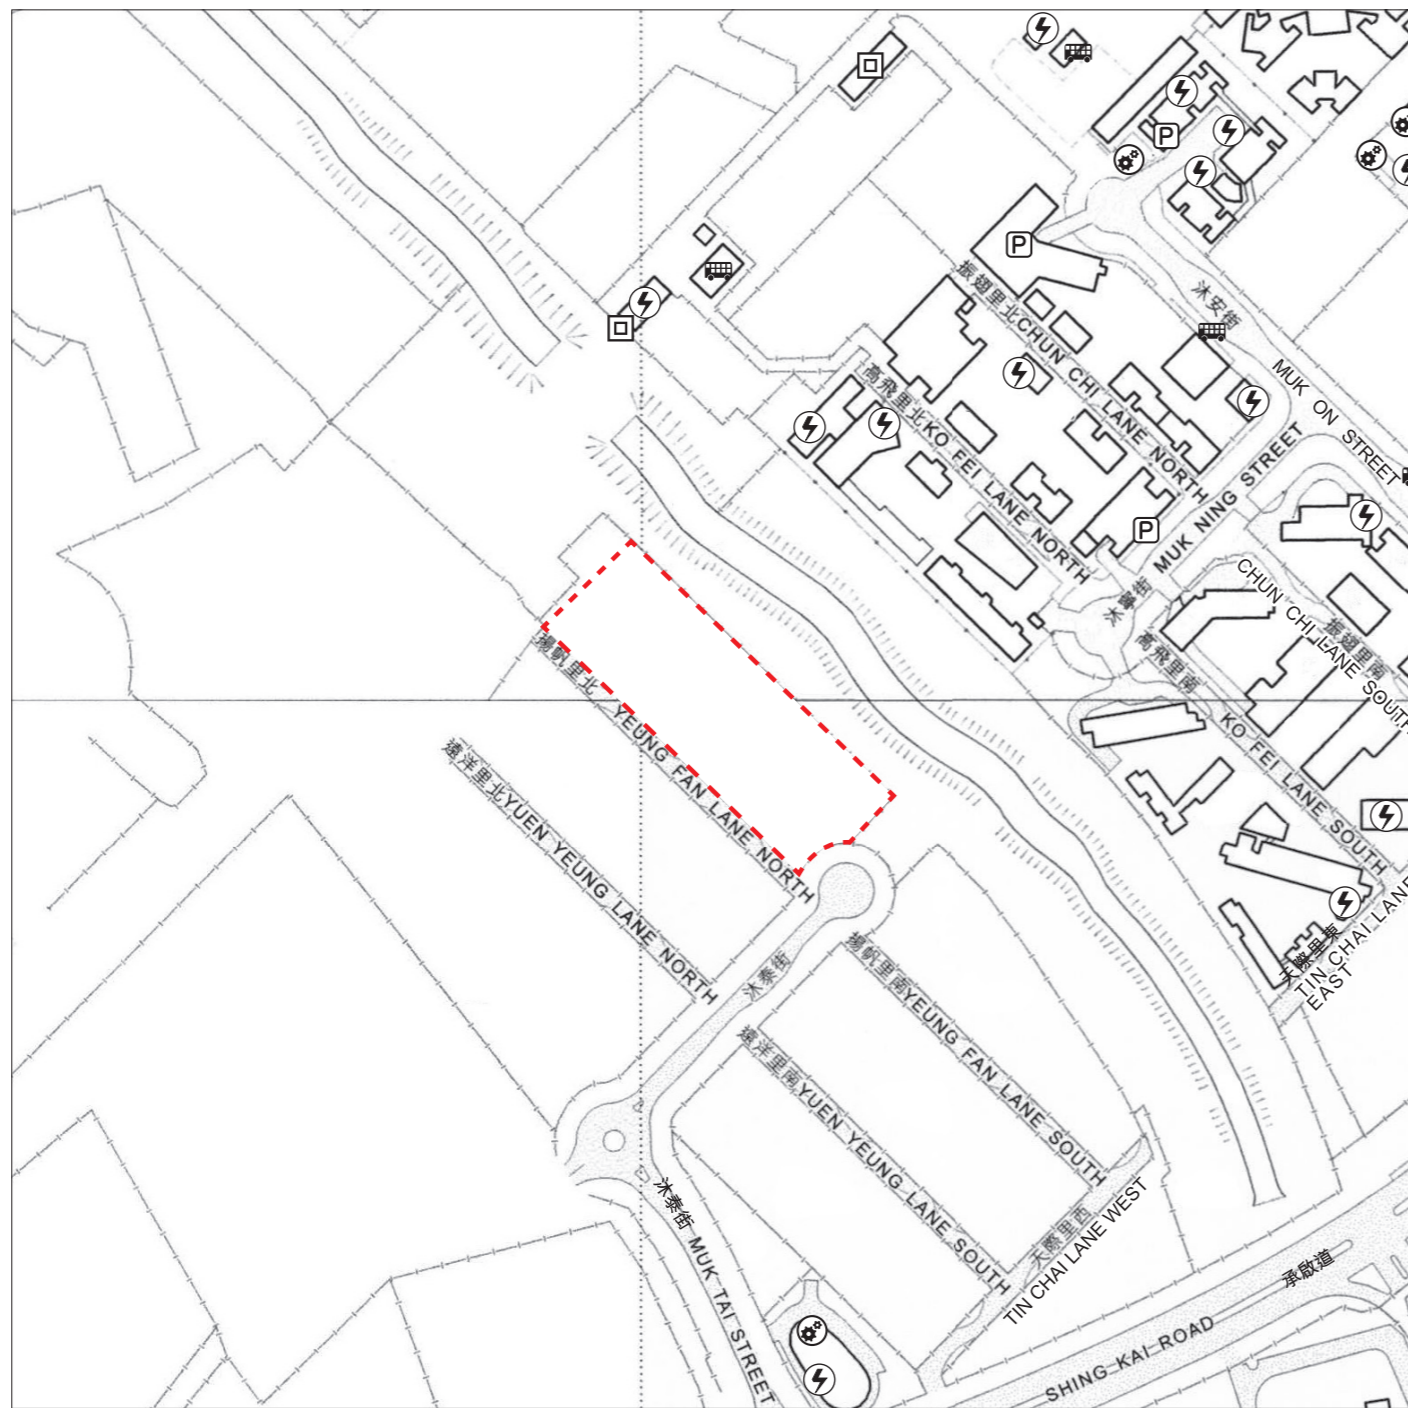 P
P
沐安街
MUK ON STREET
振翅里北 CHUN CHI LANE NORTH
高飛里北 KO FEI LANE NORTH
MUK NING STREET
沐寧街
P
CHUN CHI LANE SOUTH
振翅里南
高飛里南
KO FEI LANE SOUTH
揚帆里北 YEUNG FAN LANE NORTH
遠洋里北 YUEN YEUNG LANE NORTH
天際里東
TIN CHAI LANE
EAST
沐泰街
揚帆里南 YEUNG FAN LANE SOUTH
遠洋里南 YUEN YEUNG LANE SOUTH
天際里西
TIN CHAI LANE WEST
沐泰街 MUK TAI STREET
承啟道
SHING KAI ROAD